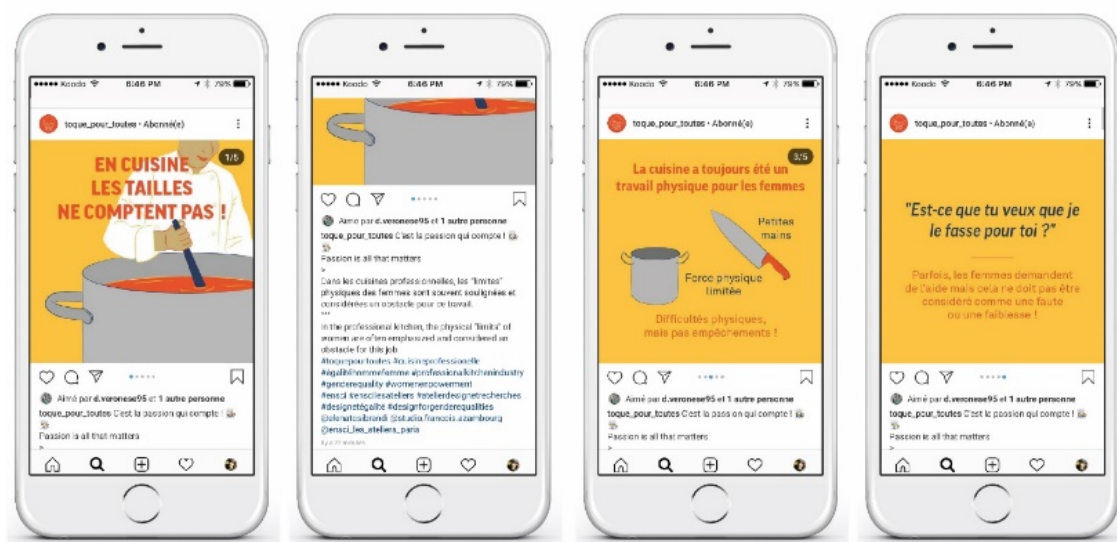 Koodo 6:46 PM 79%
toque_pour_toutes • Abonné(e)
1/5
EN CUISINE
LES TAILLES
NE COMPTENT PAS !
Aimé par d.veronese95 et 1 autre personne
toque_pour_toutes C'est la passion qui compte !
Passion is all that matters
>
Koodo 6:46 PM 79%
Aimé par d.veronese95 et 1 autre personne
toque_pour_toutes C'est la passion qui compte !
Passion is all that matters
>
Dans les cuisines professionnelles, les "limites"
physiques des femmes sont souvent soulignées et
considérées un obstacle pour ce travail.
***
In the professional kitchen, the physical "limits" of
women are often emphasized and considered an
obstacle for this job
#toquepourtoutes #cuisineprofessionelle
#égalitéhommefemme #professionalkitchenindustry
#genderequality #womenempowerment
#ensci #enscilesateliers #atelierdesignetrecherches
#designetégalité #designforgenderequalities
@elenatosibrandi @studio.francois.azambourg
@ensci_les_ateliers_paris
Koodo 6:46 PM 79%
toque_pour_toutes • Abonné(e)
3/5
La cuisine a toujours été un
travail physique pour les femmes
Petites
mains
Force physique
limitée
Difficultés physiques,
mais pas empêchements !
Aimé par d.veronese95 et 1 autre personne
toque_pour_toutes C'est la passion qui compte !
Passion is all that matters
>
Koodo 6:46 PM 79%
toque_pour_toutes • Abonné(e)
"Est-ce que tu veux que je
le fasse pour toi ?"
Parfois, les femmes demandent
de l'aide mais cela ne doit pas être
considéré comme une faute
ou une faiblesse !
Aimé par d.veronese95 et 1 autre personne
toque_pour_toutes C'est la passion qui compte !
Passion is all that matters
>